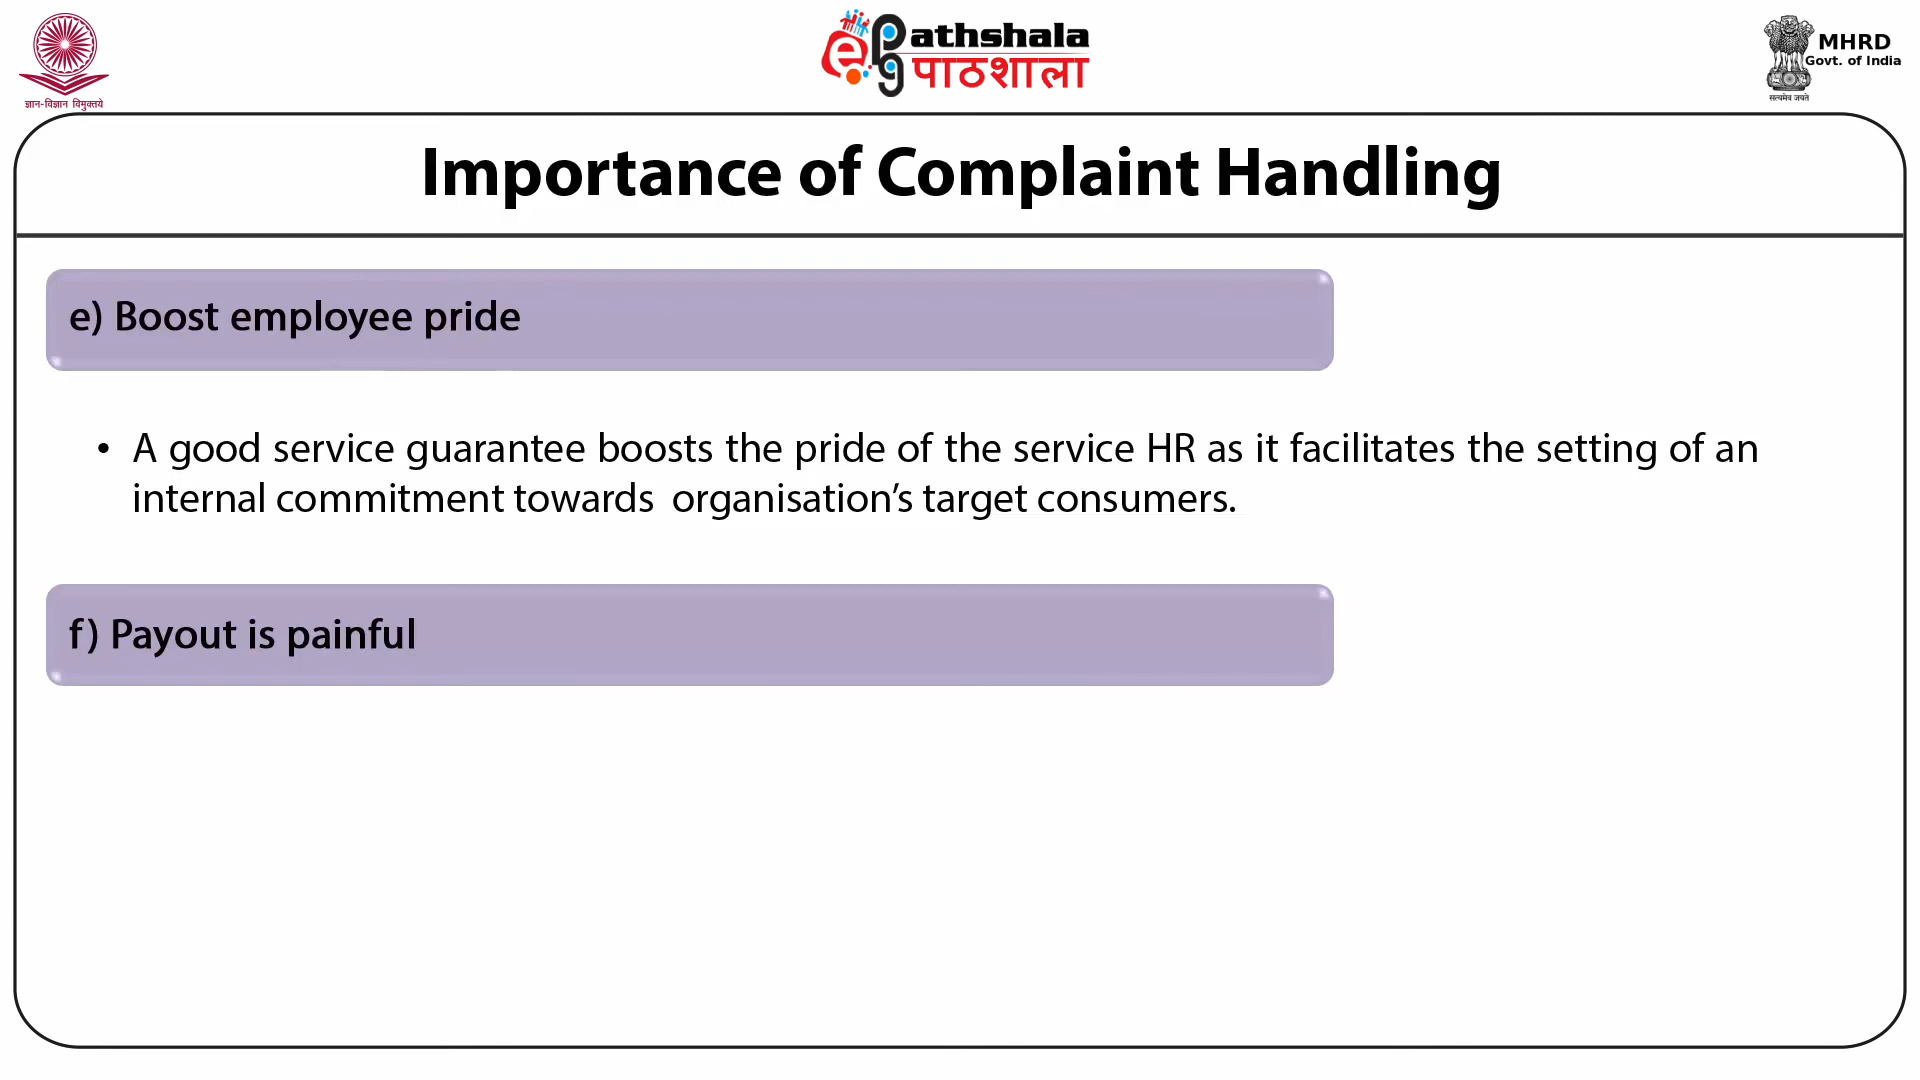 ज्ञान-विज्ञान विमुक्तये
ePg
athshala
पाठशाला
MHRD
Govt. of India
सत्यमेव जयते
Importance of Complaint Handling
e) Boost employee pride
• A good service guarantee boosts the pride of the service HR as it facilitates the setting of an
internal commitment towards organisation’s target consumers.
f) Payout is painful